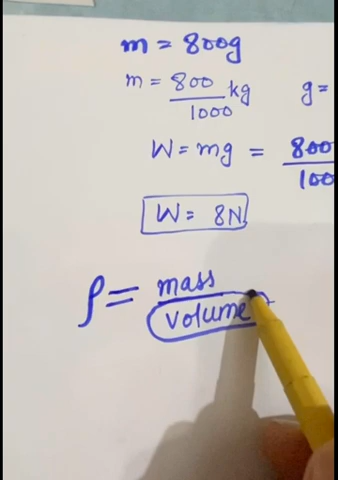 m = 800g
m = 800/1000 kg g =
W = mg = 800/100
W = 8N
ρ = mass/volume